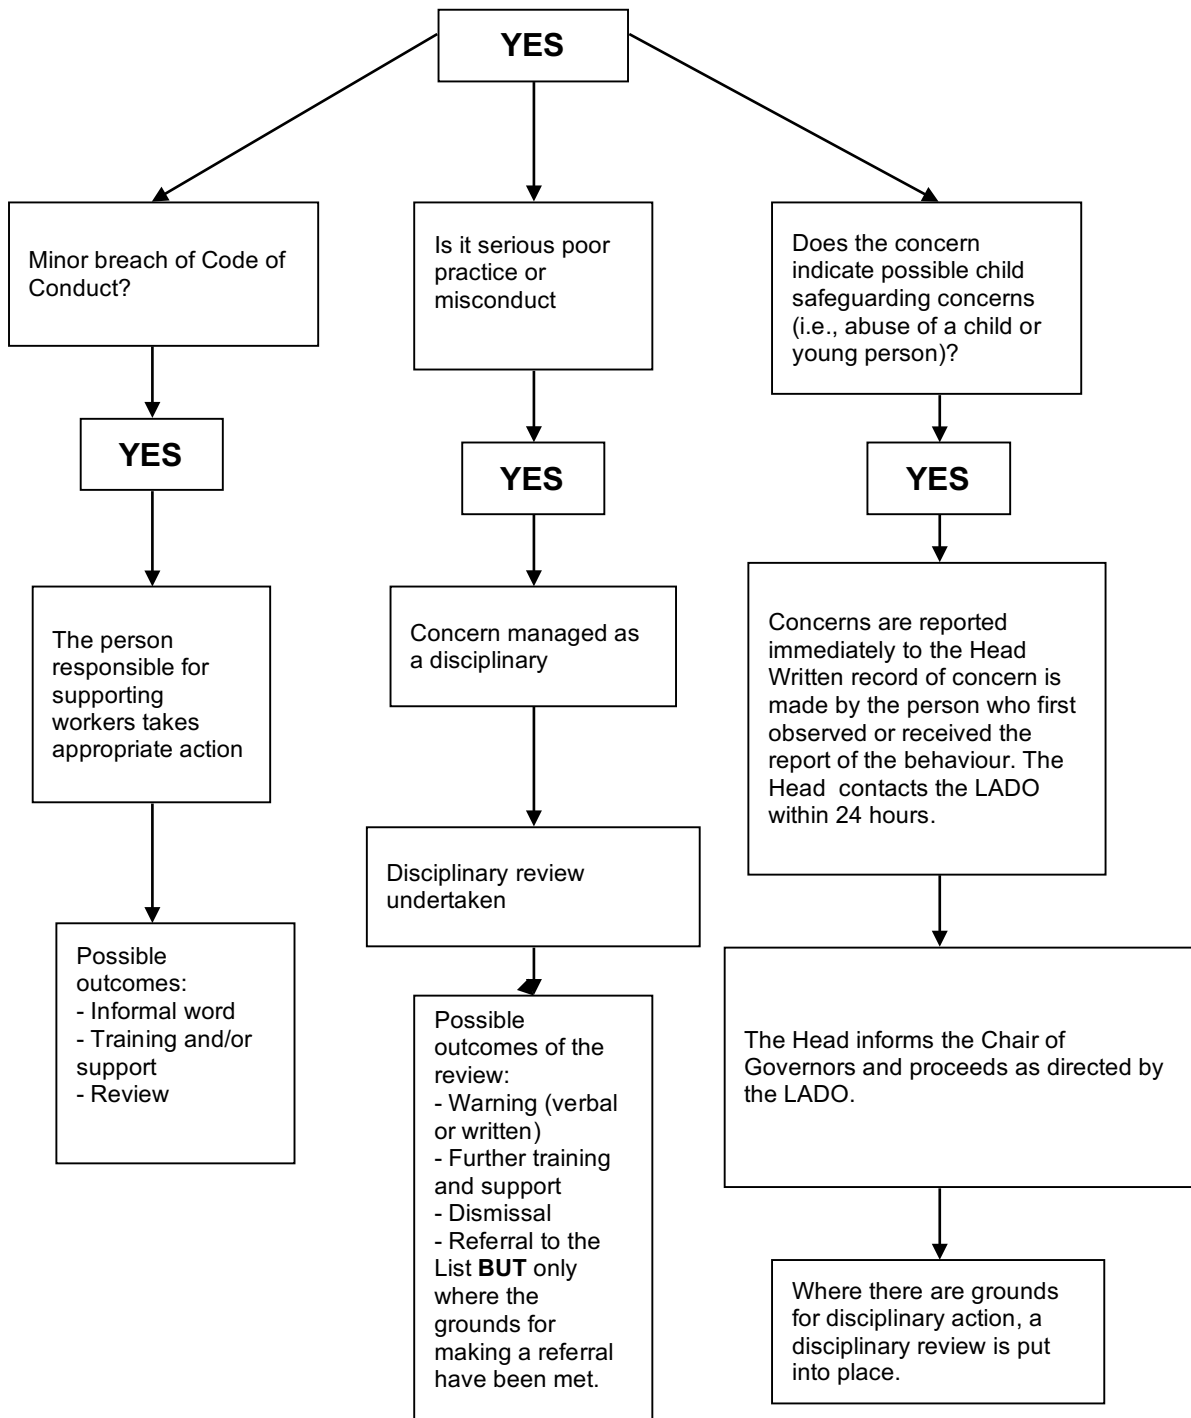 YES
Minor breach of Code of
Conduct?
YES
The person
responsible for
supporting
workers takes
appropriate action
Possible
outcomes:
- Informal word
- Training and/or
support
- Review
Is it serious poor
practice or
misconduct
YES
Concern managed as
a disciplinary
Disciplinary review
undertaken
Possible
outcomes of the
review:
- Warning (verbal
or written)
- Further training
and support
- Dismissal
- Referral to the
List BUT only
where the
grounds for
making a referral
have been met.
Does the concern
indicate possible child
safeguarding concerns
(i.e., abuse of a child or
young person)?
YES
Concerns are reported
immediately to the Head
Written record of concern is
made by the person who first
observed or received the
report of the behaviour. The
Head  contacts the LADO
within 24 hours.
The Head informs the Chair of
Governors and proceeds as directed by
the LADO.
Where there are grounds
for disciplinary action, a
disciplinary review is put
into place.